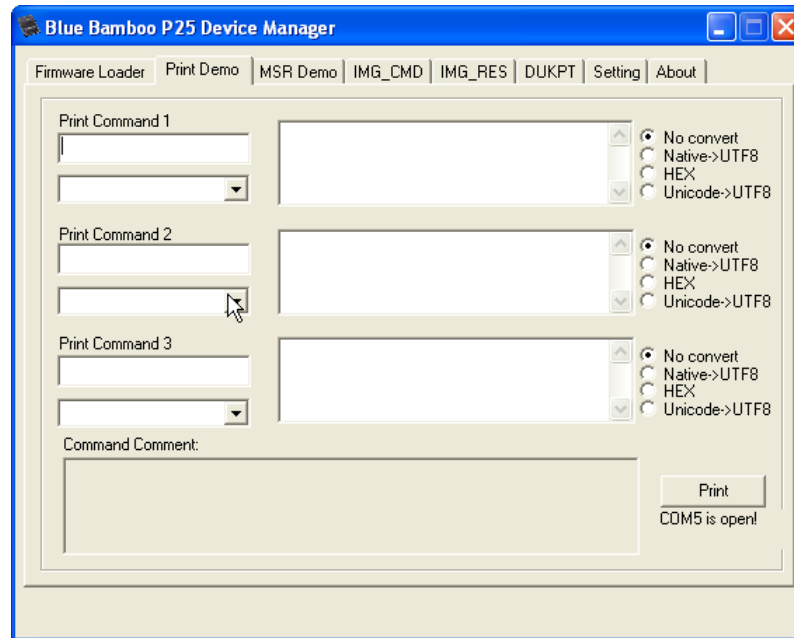 Blue Bamboo P25 Device Manager
Firmware Loader Print Demo MSR Demo IMG_CMD IMG_RES DUKPT Setting About
Print Command 1
No convert
Native->UTF8
HEX
Unicode->UTF8
Print Command 2
No convert
Native->UTF8
HEX
Unicode->UTF8
Print Command 3
No convert
Native->UTF8
HEX
Unicode->UTF8
Command Comment:
Print
COM5 is open!